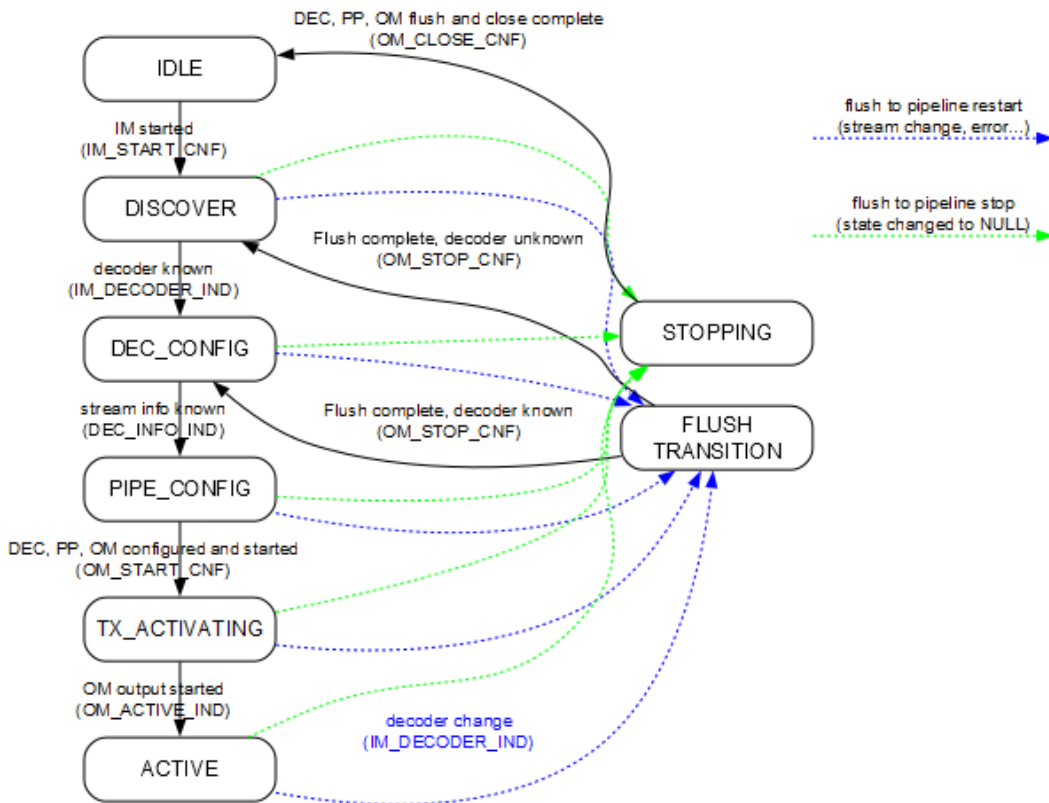 DEC, PP, OM flush and close complete
(OM_CLOSE_CNF)
IDLE
IM started
(IM_START_CNF)
flush to pipeline restart
(stream change, error...)
DISCOVER
flush to pipeline stop
(state changed to NULL)
Flush complete, decoder unknown
(OM_STOP_CNF)
decoder known
(IM_DECODER_IND)
STOPPING
DEC_CONFIG
stream info known
(DEC_INFO_IND)
Flush complete, decoder known
(OM_STOP_CNF)
FLUSH
TRANSITION
PIPE_CONFIG
DEC, PP, OM configured and started
(OM_START_CNF)
TX_ACTIVATING
OM output started
(OM_ACTIVE_IND)
decoder change
(IM_DECODER_IND)
ACTIVE